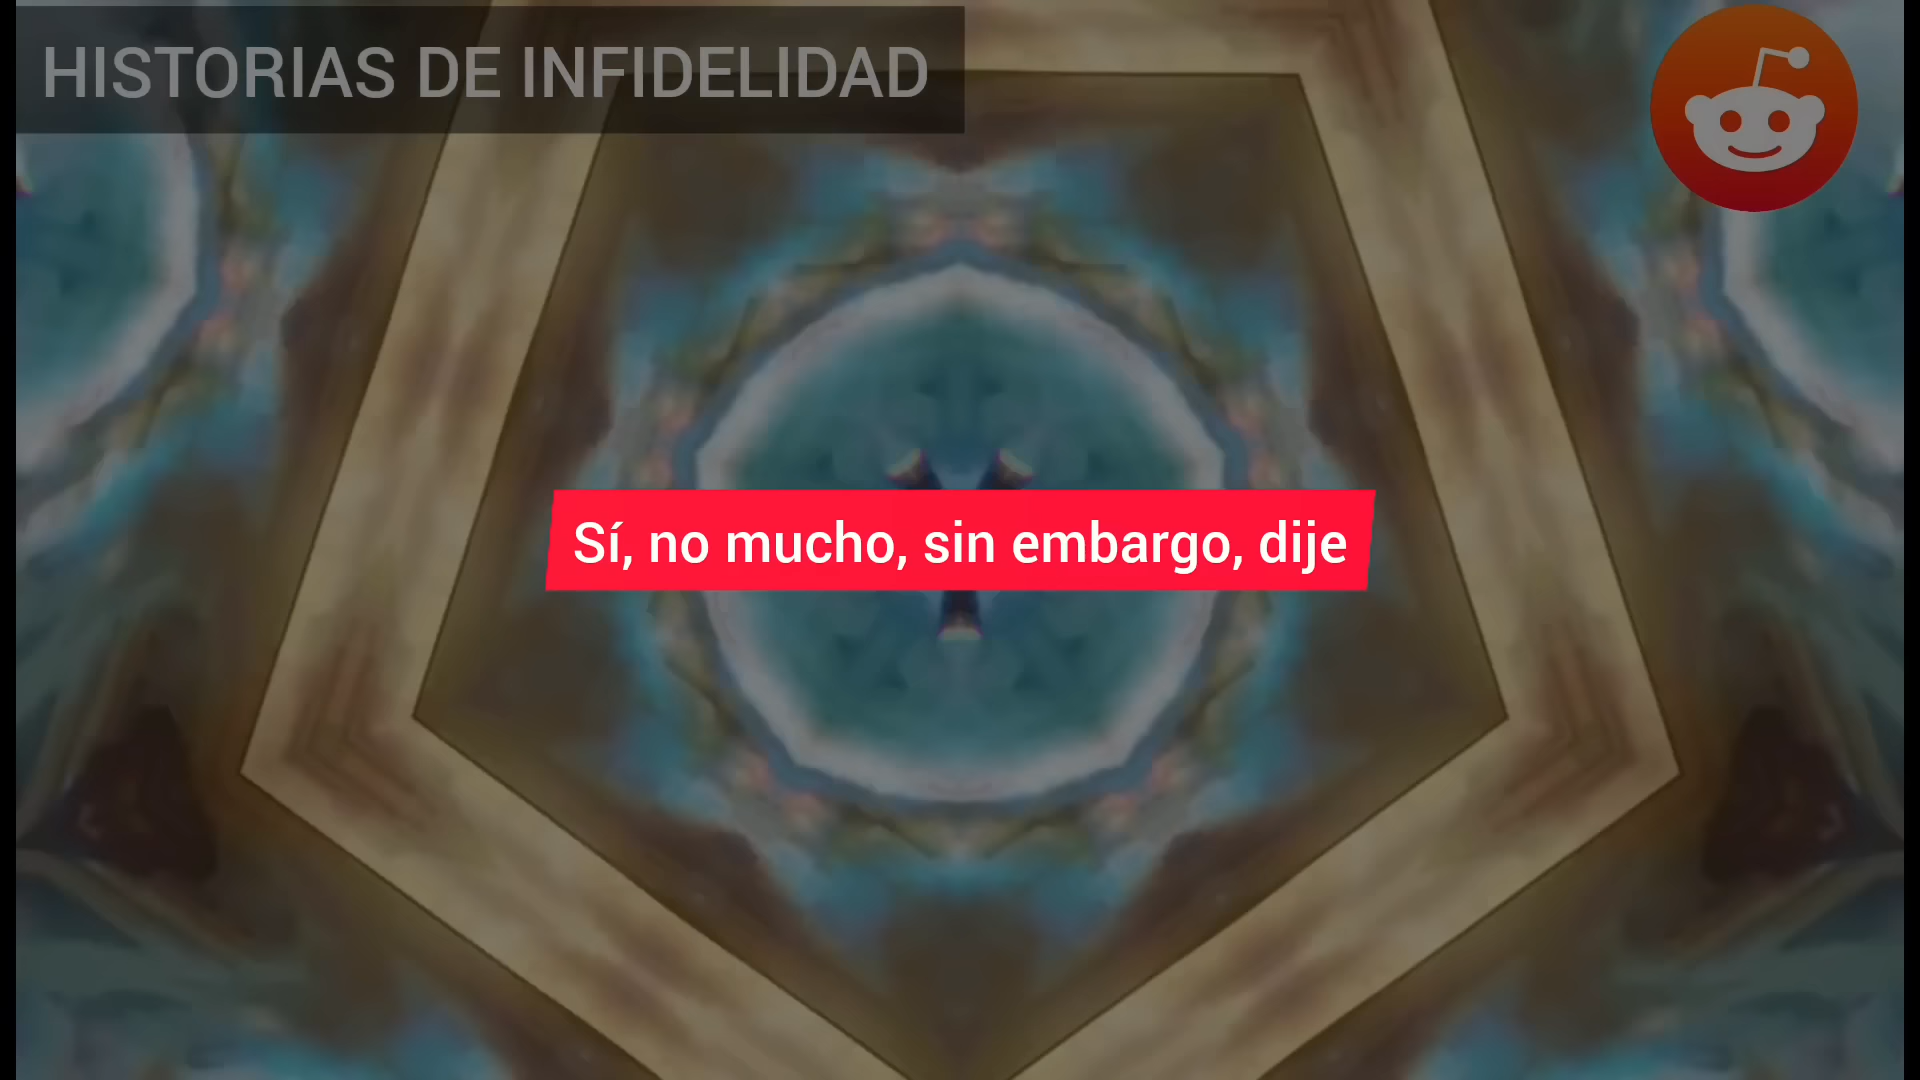 HISTORIAS DE INFIDELIDAD
Sí, no mucho, sin embargo, dije